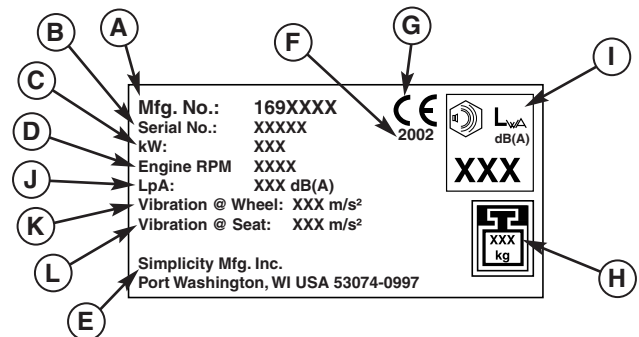 A
B
C
D
J
K
L
E
F
G
I
H
Mfg. No.: 169XXXX
Serial No.: XXXXX
kW: XXX
Engine RPM XXXX
LpA: XXX dB(A)
Vibration @ Wheel: XXX m/s²
Vibration @ Seat: XXX m/s²
Simplicity Mfg. Inc.
Port Washington, WI USA 53074-0997
CE
2002
LWA
dB(A)
XXX
XXX
kg